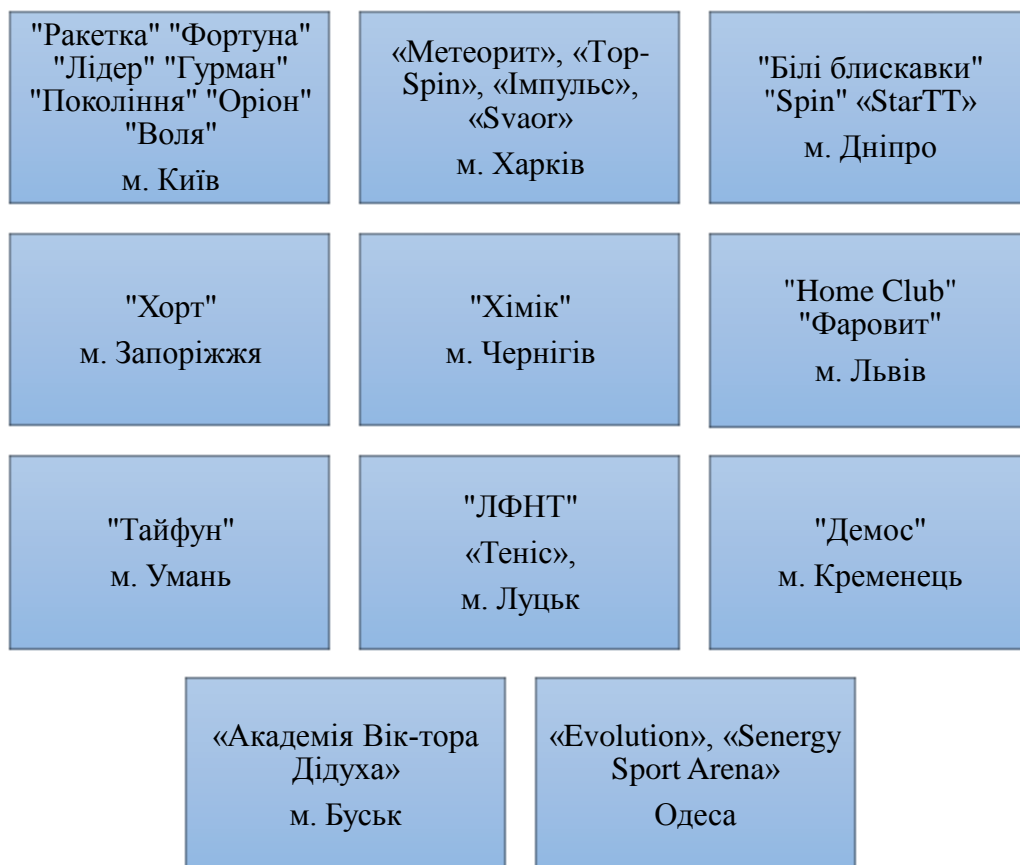 "Ракетка" "Фортуна"
"Лідер" "Гурман"
"Покоління" "Оріон"
"Воля"
м. Київ
«Метеорит», «Top-
Spin», «Імпульс»,
«Svaor»
м. Харків
"Білі блискавки"
"Spin" «StarTT»
м. Дніпро
"Хорт"
м. Запоріжжя
"Хімік"
м. Чернігів
"Home Club"
"Фаровит"
м. Львів
"Тайфун"
м. Умань
"ЛФНТ"
«Теніс»,
м. Луцьк
"Демос"
м. Кременець
«Академія Вік-тора
Дідуха»
м. Буськ
«Evolution», «Senergy
Sport Arena»
Одеса